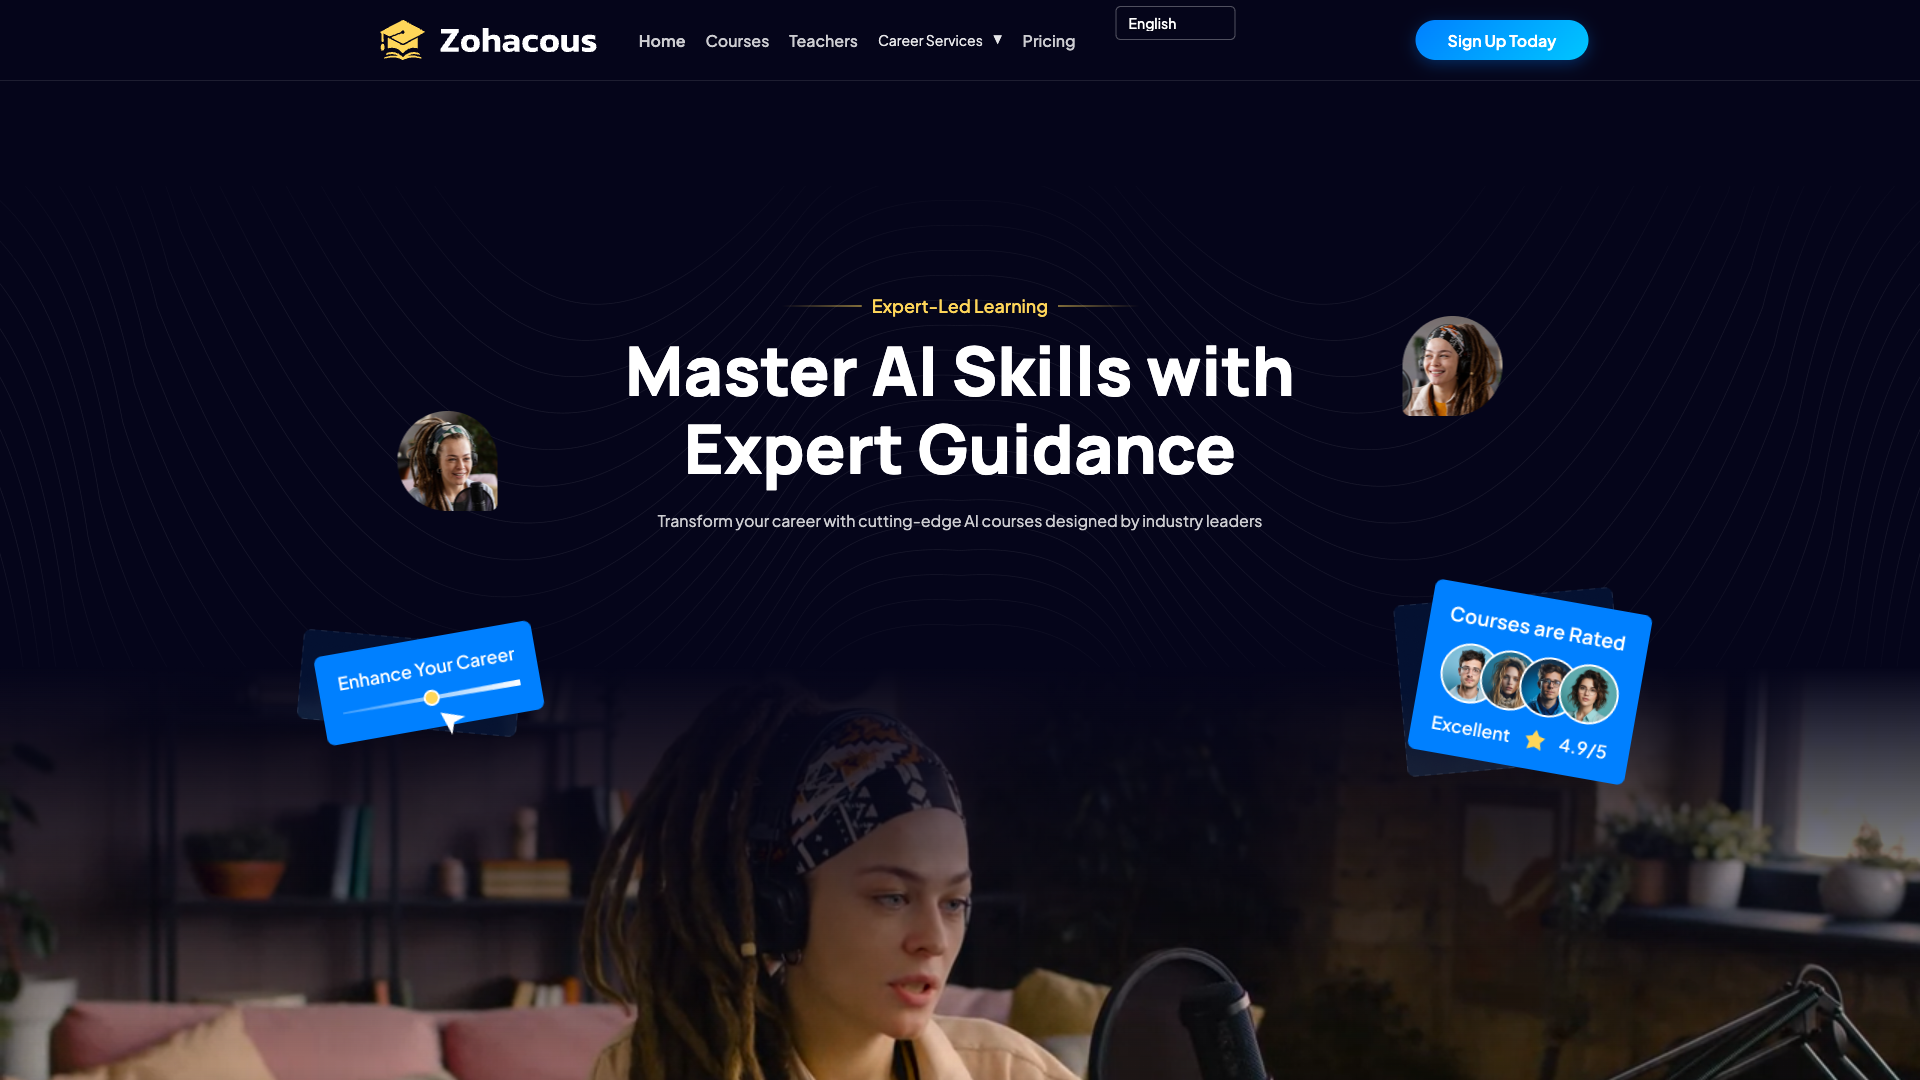 Zohacous
Home
Courses
Teachers
Career Services ▼
Pricing
English
Sign Up Today
Expert-Led Learning
Master AI Skills with
Expert Guidance
Transform your career with cutting-edge AI courses designed by industry leaders
Enhance Your Career
Courses are Rated
Excellent 4.9/5